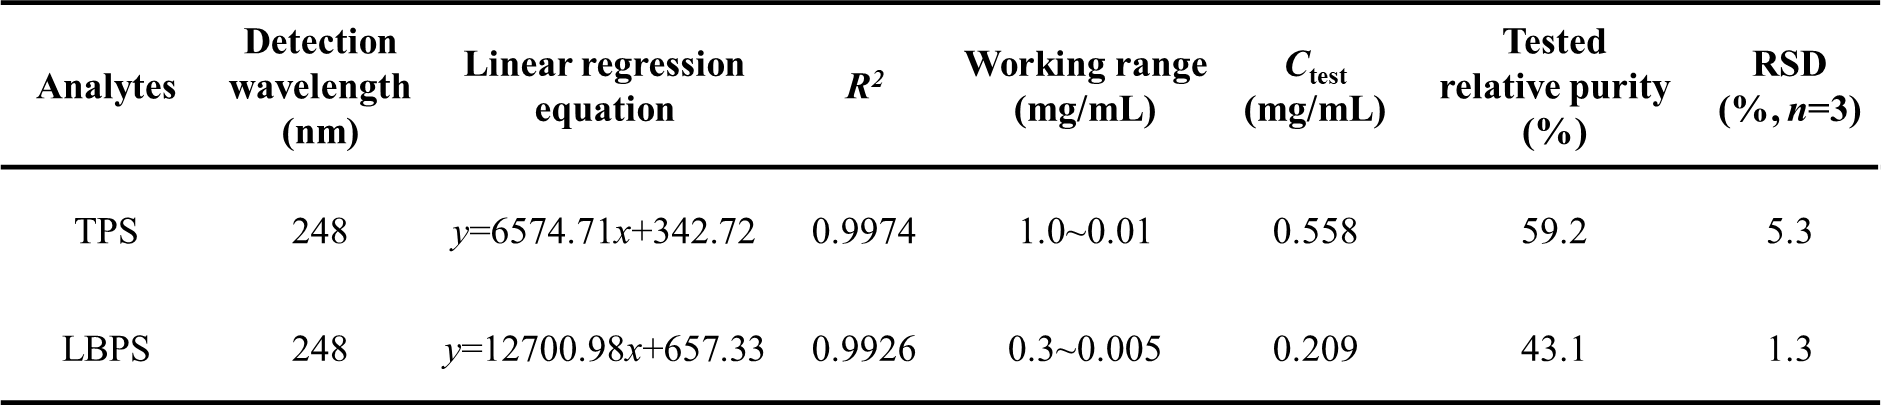 Analytes Detection wavelength (nm) Linear regression equation R² Working range (mg/mL) Ctest (mg/mL) Tested relative purity (%) RSD (%, n=3)
TPS 248 y=6574.71x+342.72 0.9974 1.0~0.01 0.558 59.2 5.3
LBPS 248 y=12700.98x+657.33 0.9926 0.3~0.005 0.209 43.1 1.3